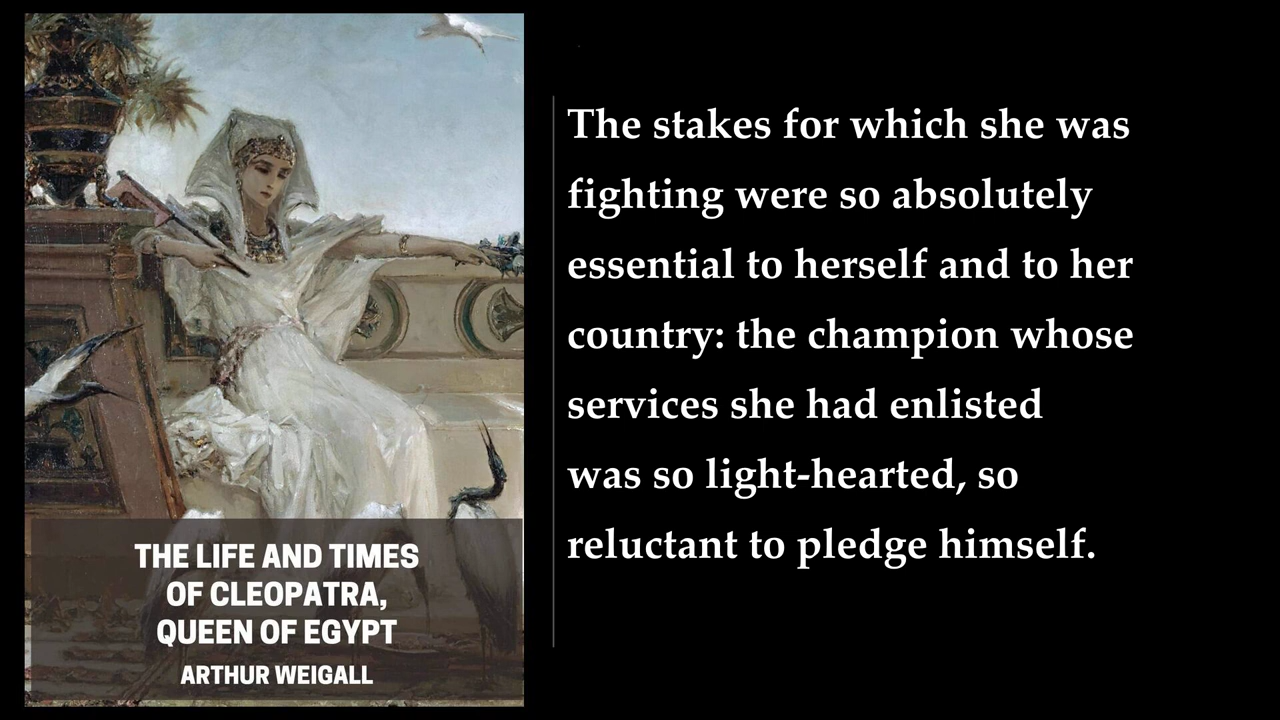 THE LIFE AND TIMES
OF CLEOPATRA,
QUEEN OF EGYPT
ARTHUR WEIGALL
The stakes for which she was
fighting were so absolutely
essential to herself and to her
country: the champion whose
services she had enlisted
was so light-hearted, so
reluctant to pledge himself.